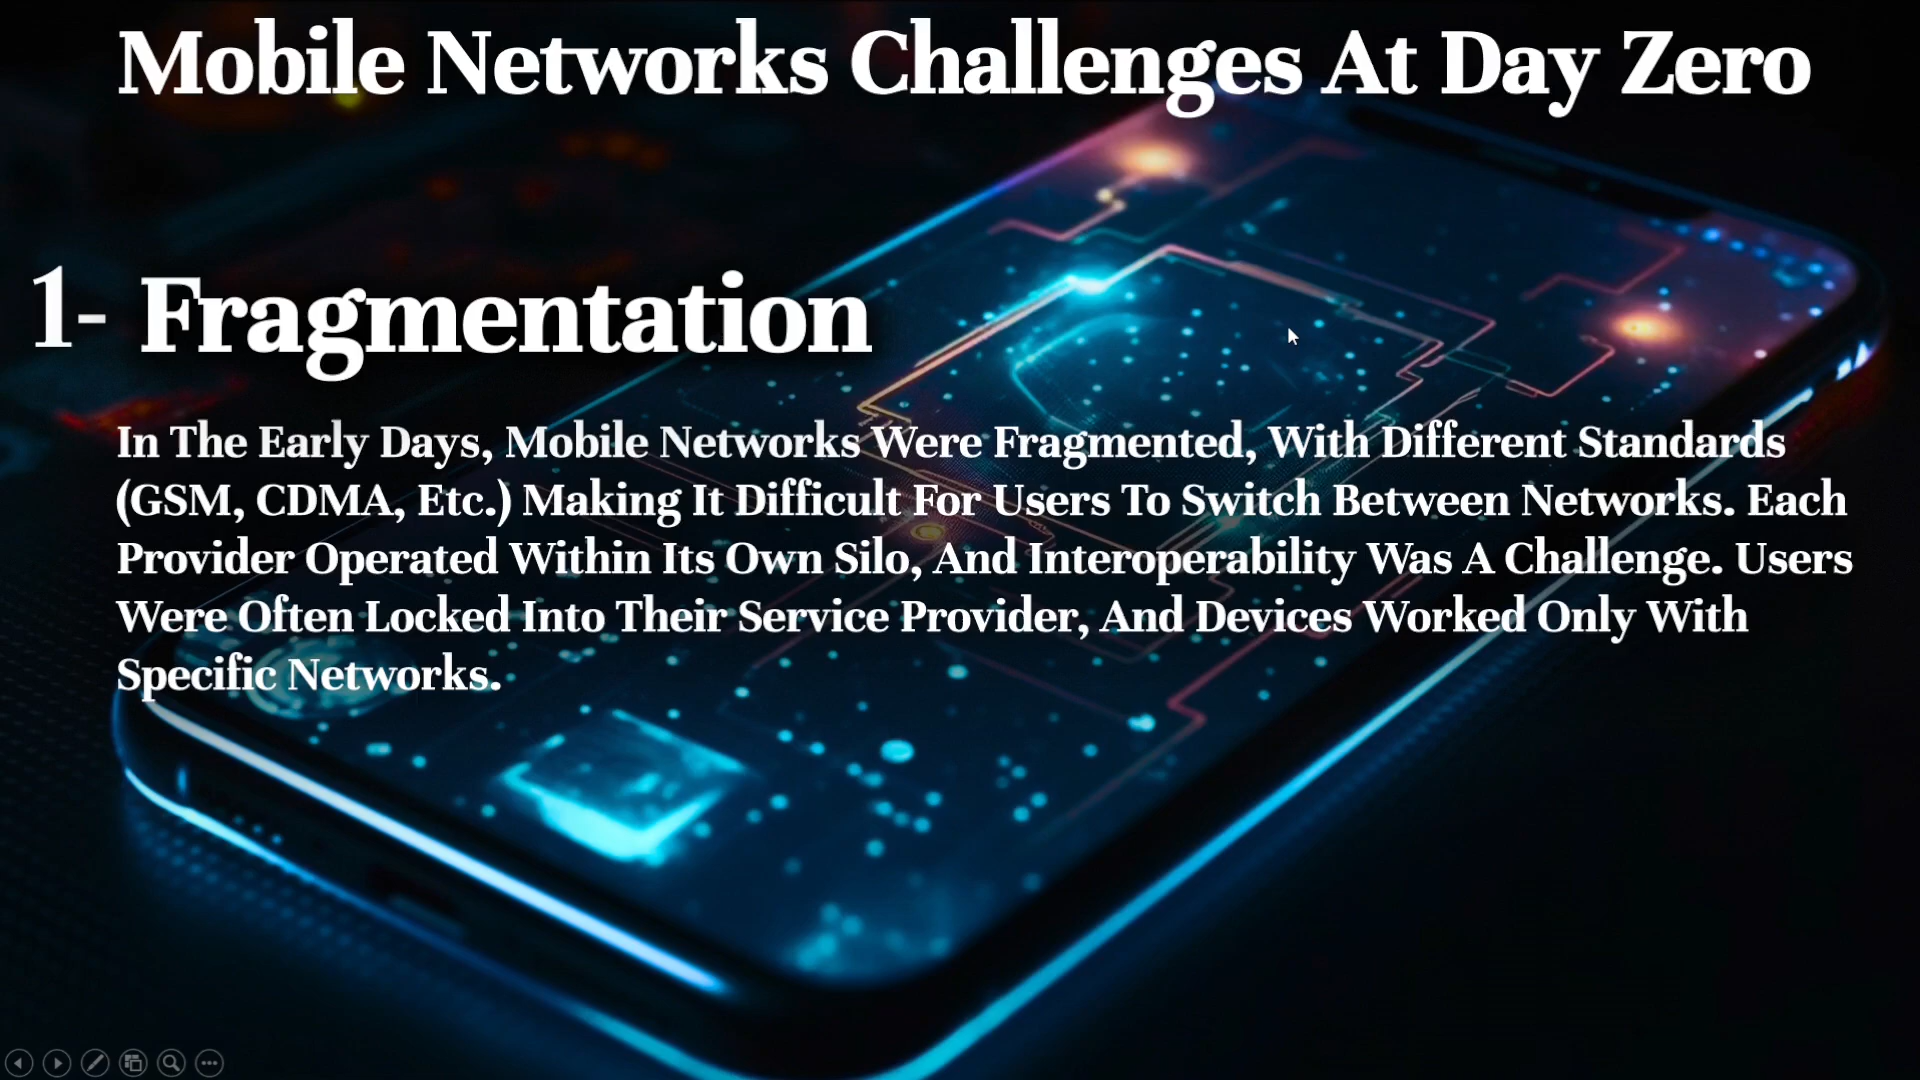 Mobile Networks Challenges At Day Zero
1- Fragmentation
In The Early Days, Mobile Networks Were Fragmented, With Different Standards
(GSM, CDMA, Etc.) Making It Difficult For Users To Switch Between Networks. Each
Provider Operated Within Its Own Silo, And Interoperability Was A Challenge. Users
Were Often Locked Into Their Service Provider, And Devices Worked Only With
Specific Networks.